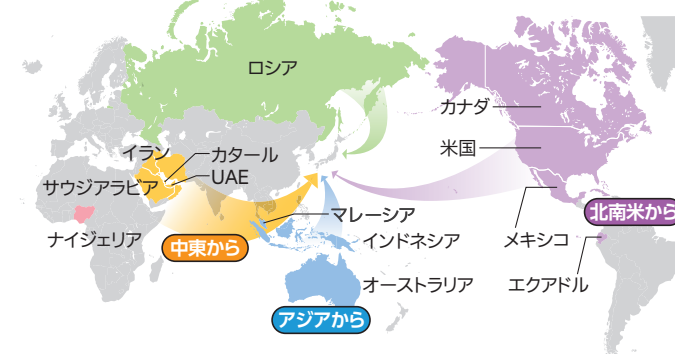 ロシア
カナダ
米国
イラン
カタール
UAE
サウジアラビア
マレーシア
北南米から
ナイジェリア
中東から
インドネシア
メキシコ
オーストラリア
エクアドル
アジアから